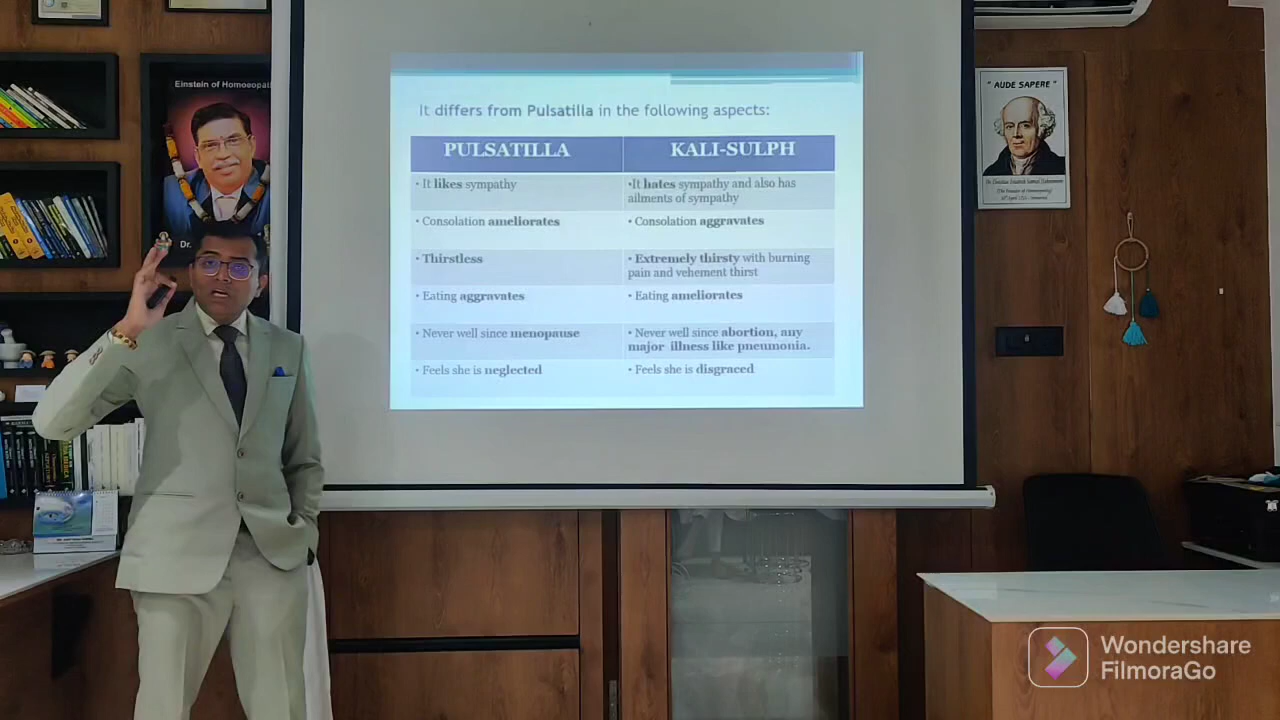 Einstein of Homoeopat
Dr.
It differs from Pulsatilla in the following aspects:
PULSATILLA
KALI-SULPH
• It likes sympathy
•It hates sympathy and also has
ailments of sympathy
• Consolation ameliorates
• Consolation aggravates
• Thirstless
• Extremely thirsty with burning
pain and vehement thirst
• Eating aggravates
• Eating ameliorates
• Never well since menopause
• Never well since abortion, any
major illness like pneumonia.
• Feels she is neglected
• Feels she is disgraced
" AUDE SAPERE "
Wondershare
FilmoraGo